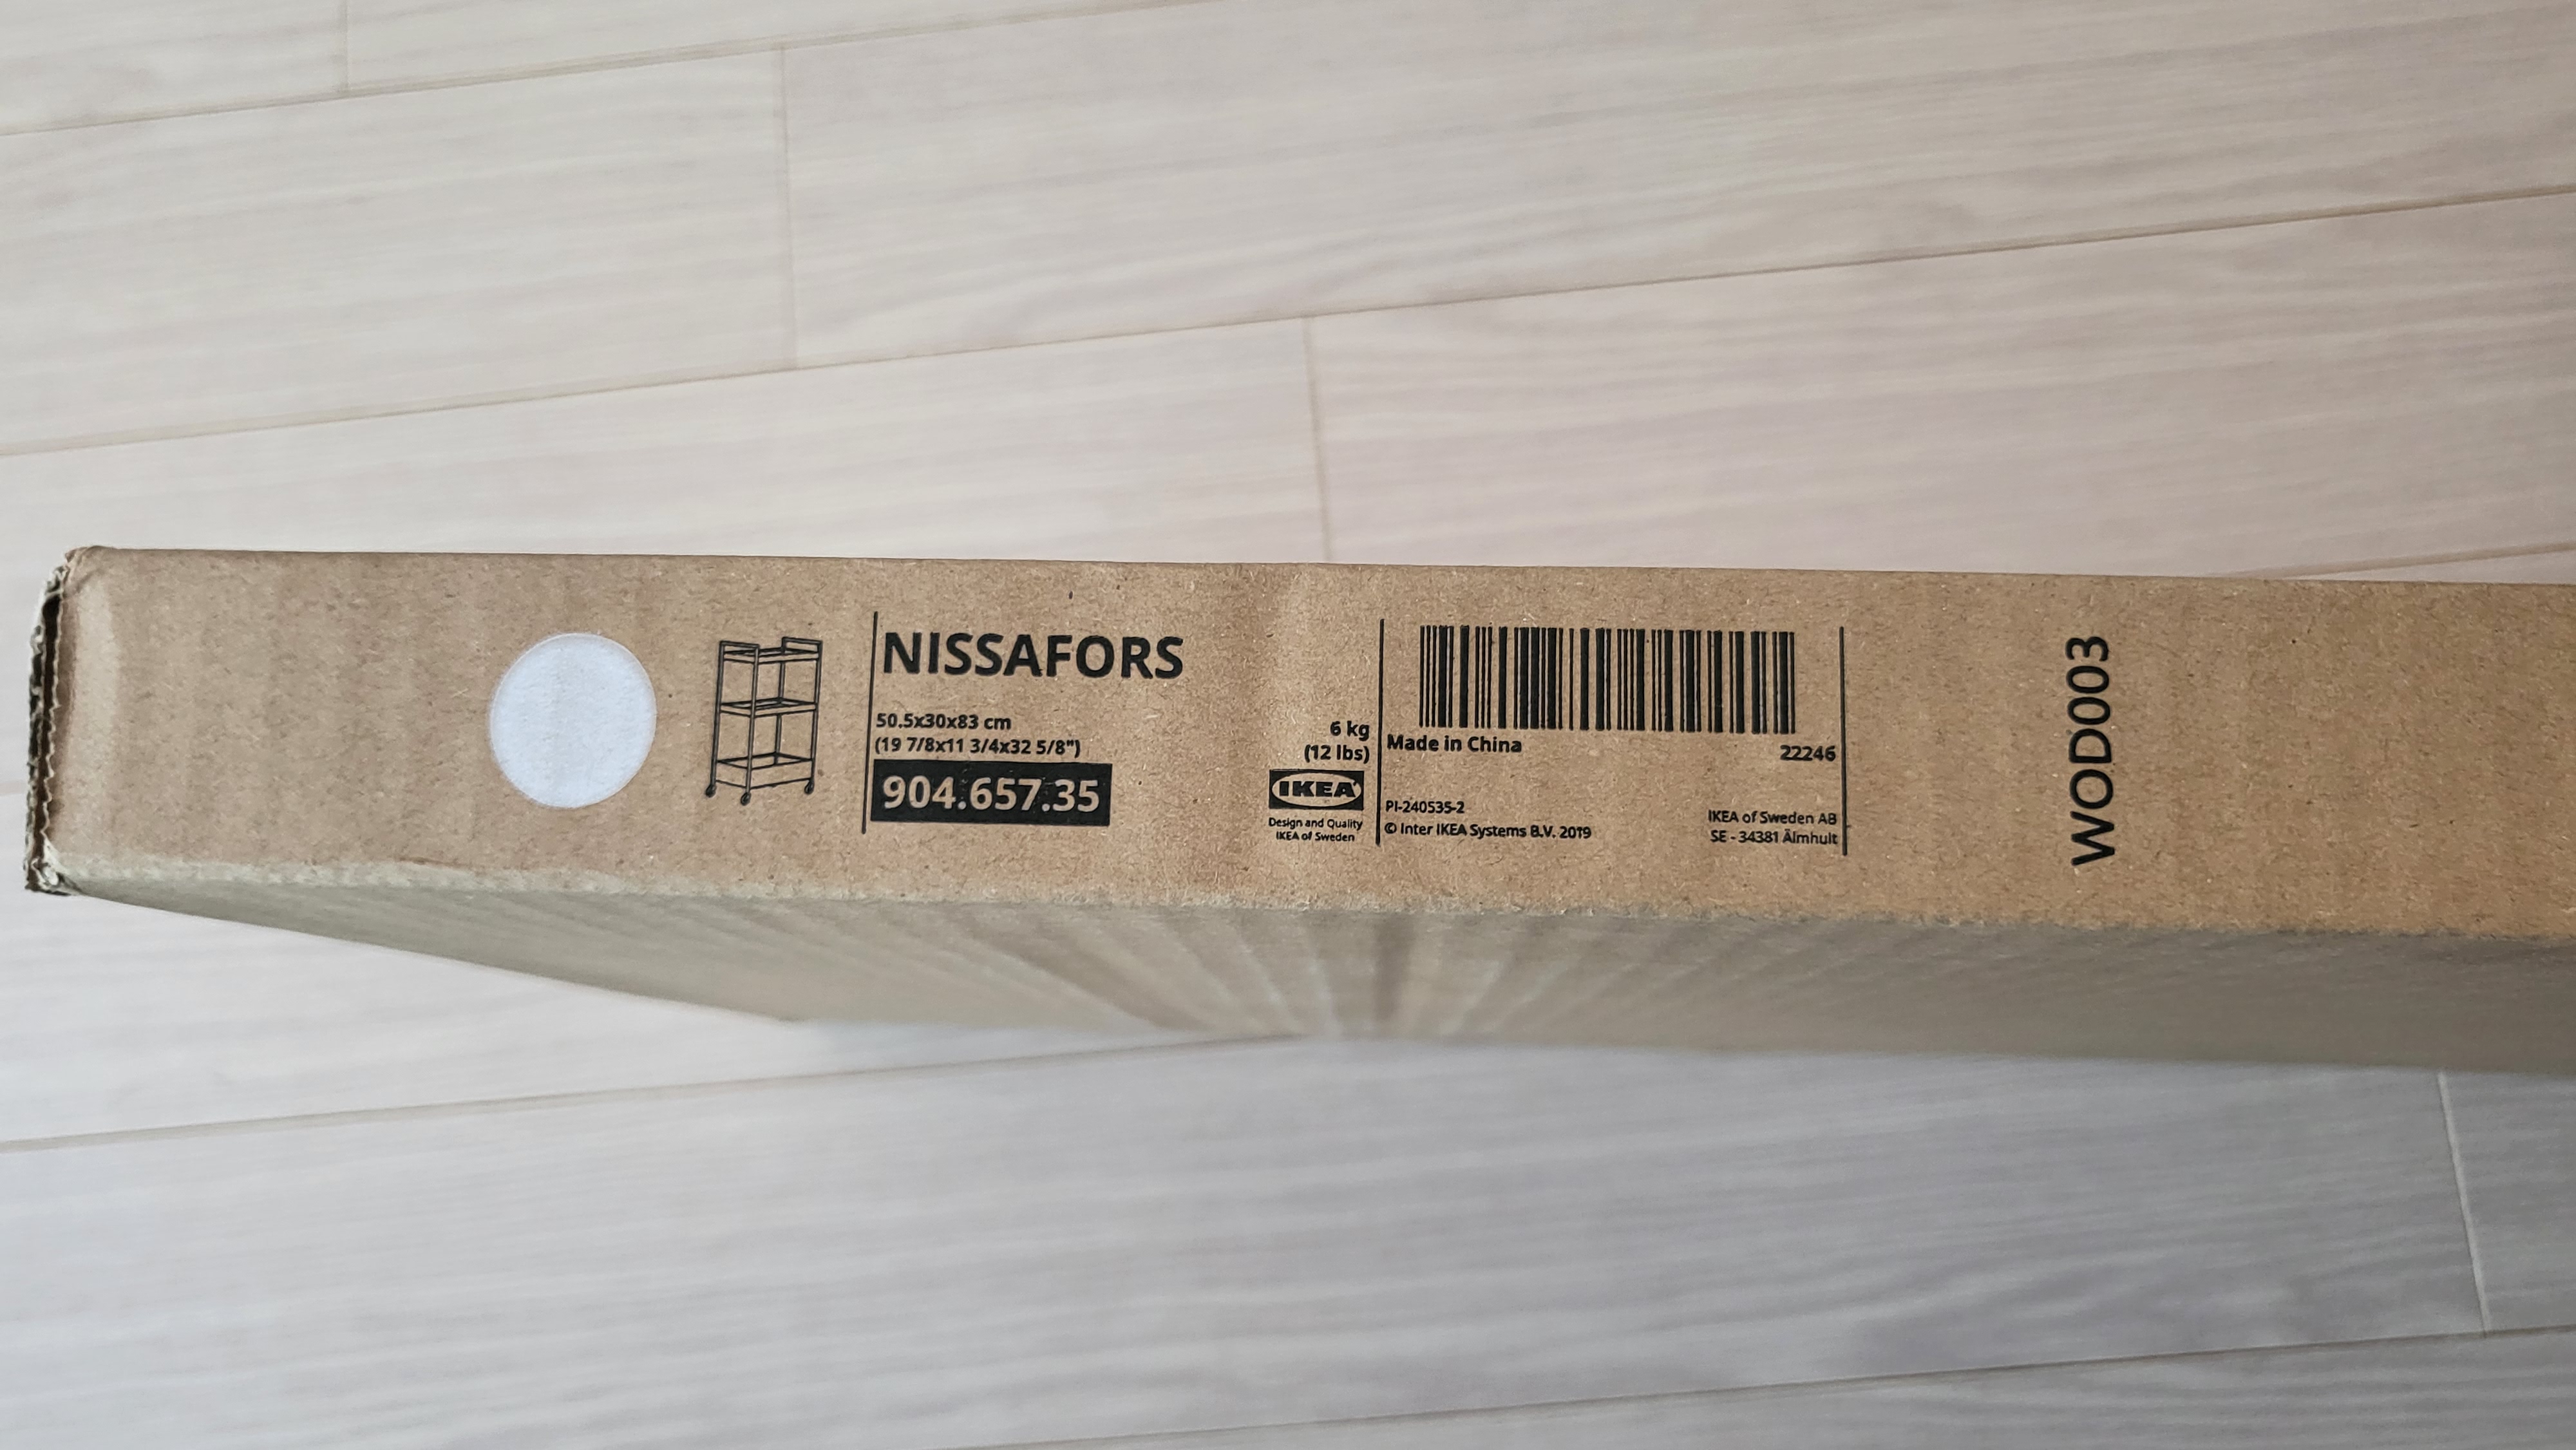 NISSAFORS
50.5x30x83 cm
(19 7/8x11 3/4x32 5/8")
904.657.35
6 kg
(12 lbs)
IKEA
Design and Quality
IKEA of Sweden
Made in China
22246
PI-240535-2
© Inter IKEA Systems B.V. 2019
IKEA of Sweden AB
SE - 34381 Älmhult
WOD003